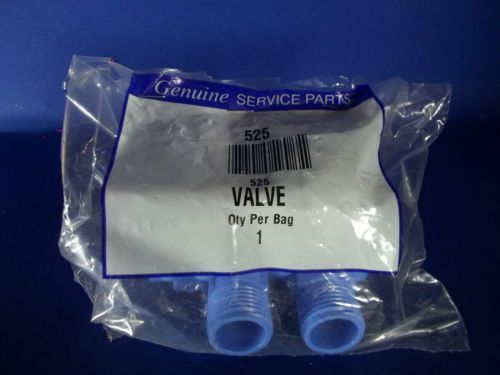 Genuine SERVICE PARTS
525
525
VALVE
Qty Per Bag
1